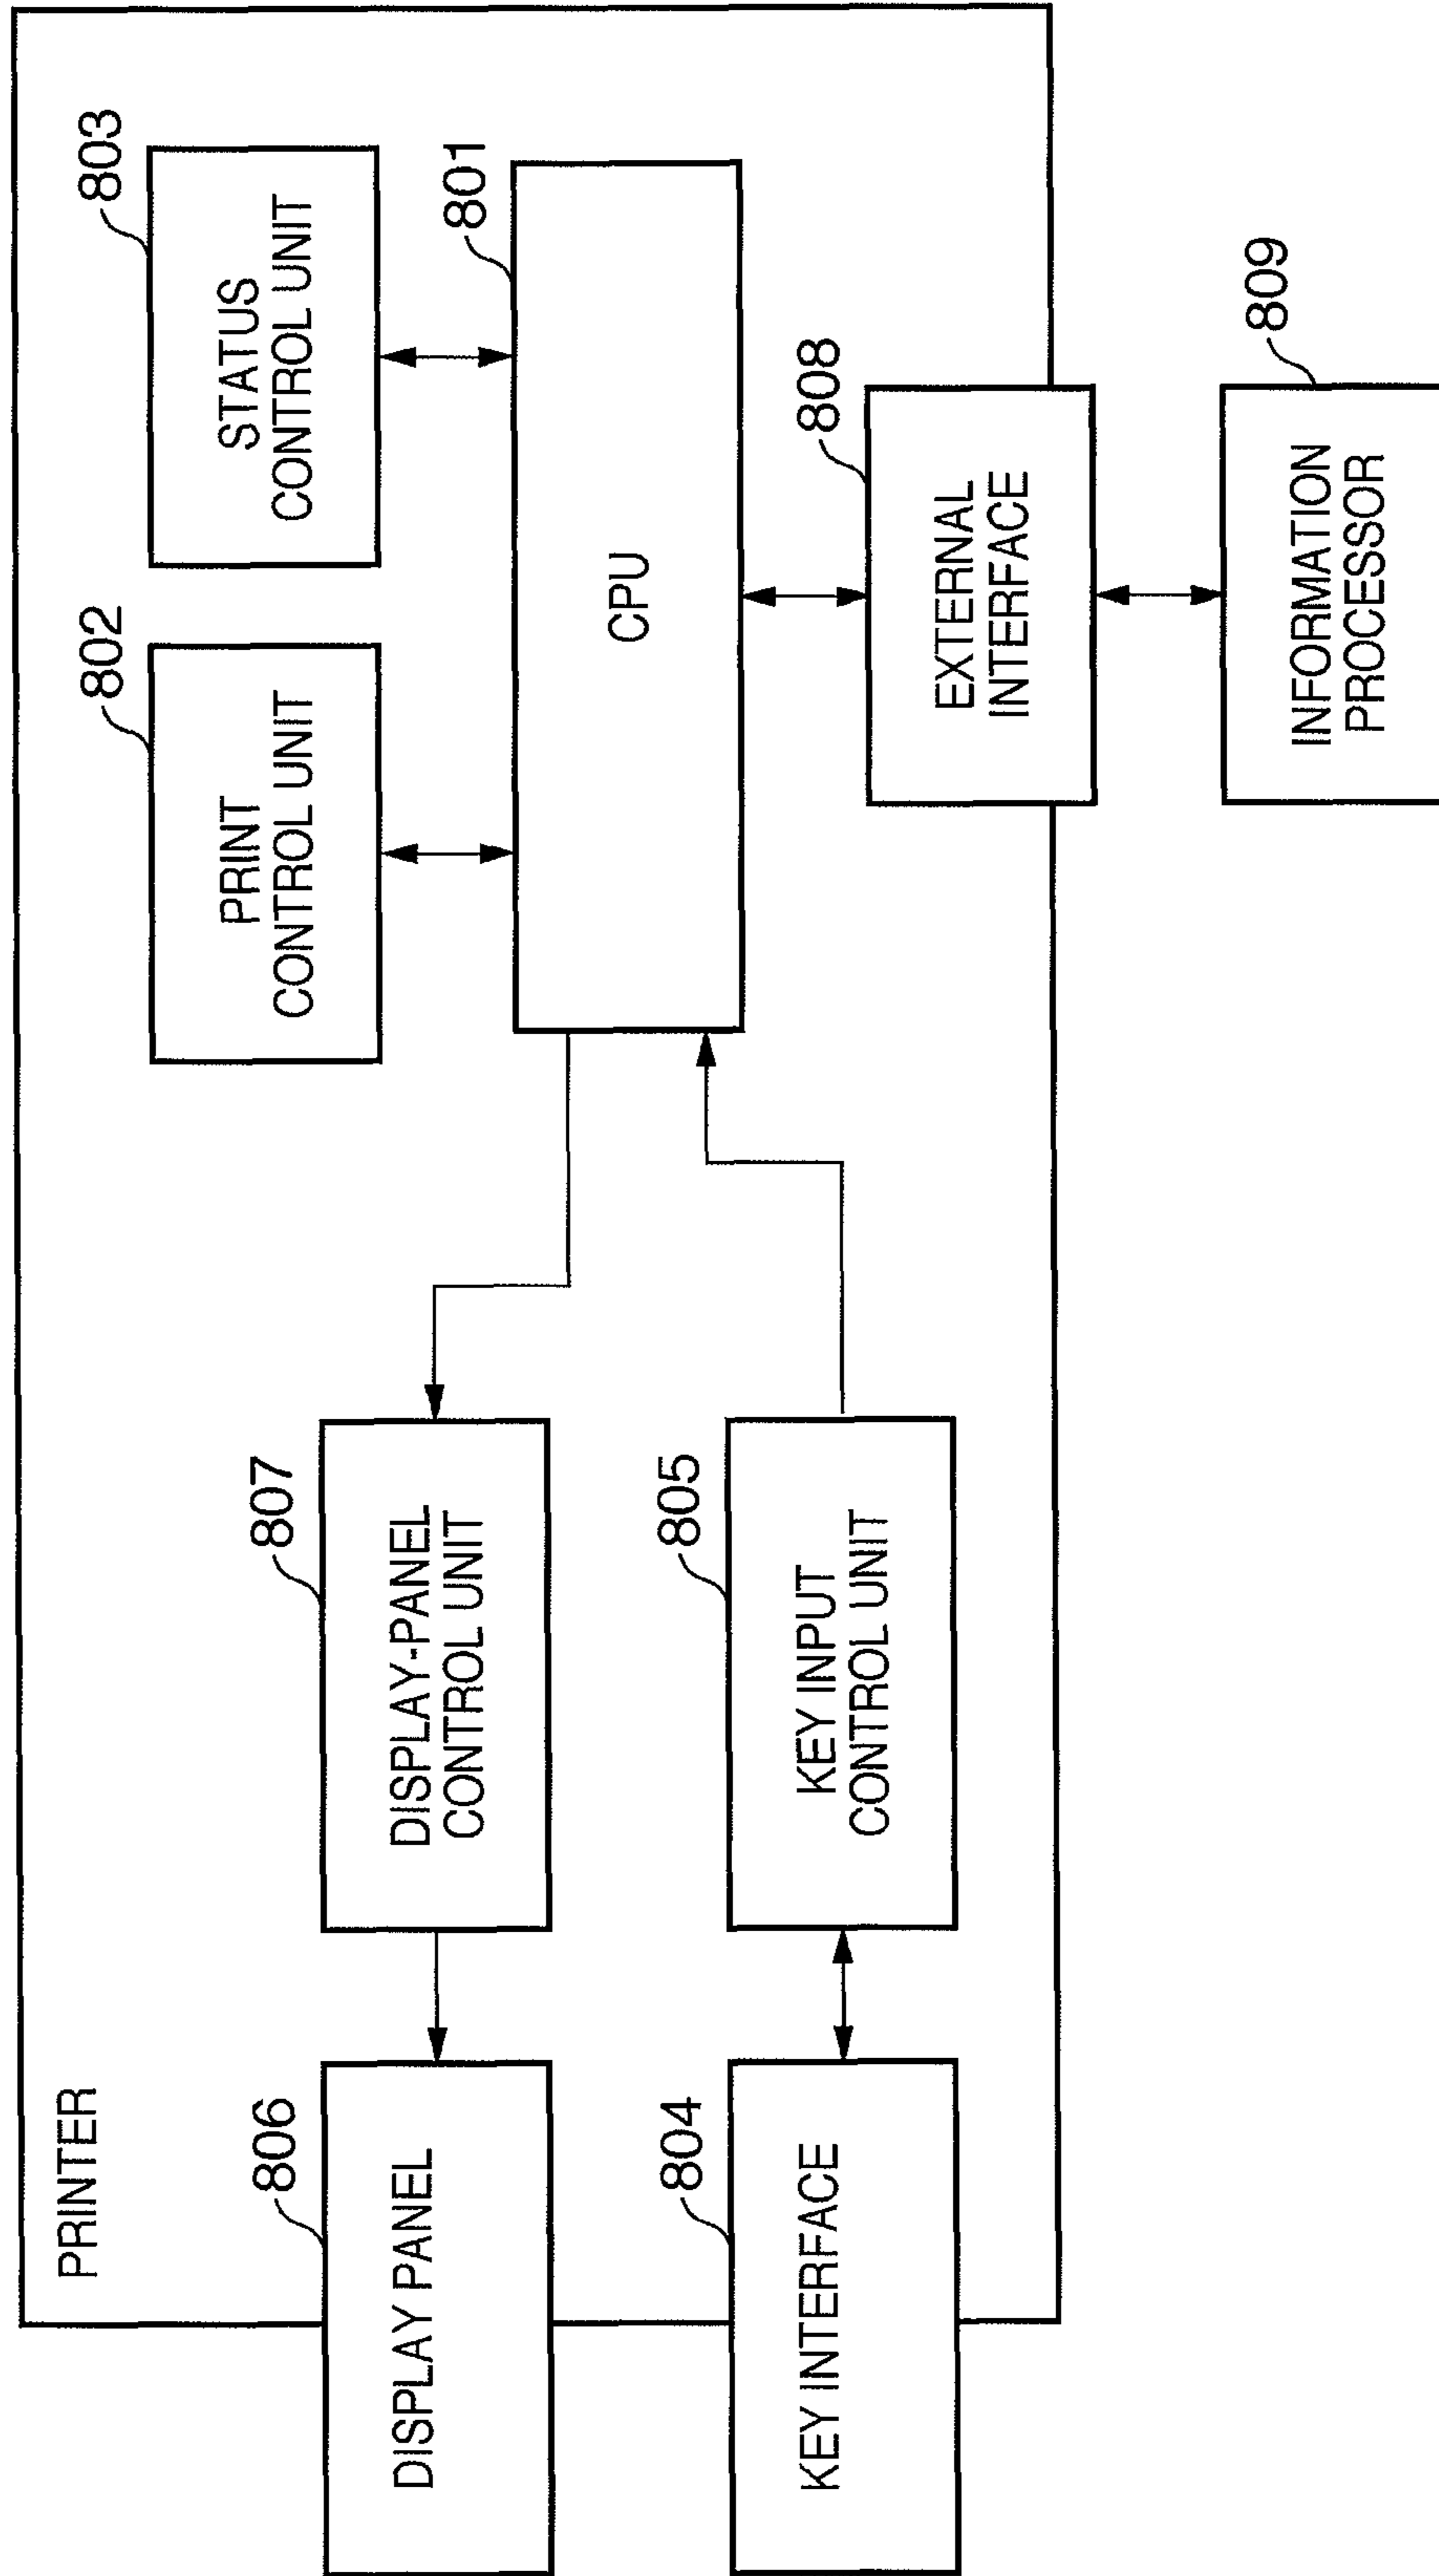 PRINTER
806
DISPLAY PANEL
807
DISPLAY-PANEL
CONTROL UNIT
802
PRINT
CONTROL UNIT
803
STATUS
CONTROL UNIT
801
CPU
804
KEY INTERFACE
805
KEY INPUT
CONTROL UNIT
808
EXTERNAL
INTERFACE
809
INFORMATION
PROCESSOR